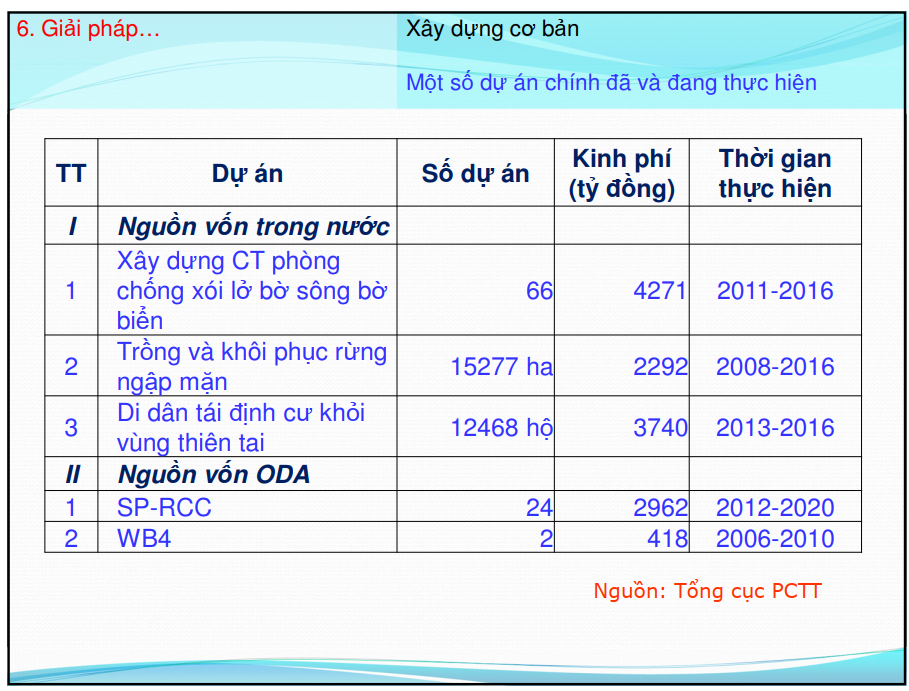 6. Giải pháp…
Xây dựng cơ bản
Một số dự án chính đã và đang thực hiện
TT Dự án Số dự án Kinh phí (tỷ đồng) Thời gian thực hiện
I Nguồn vốn trong nước
1 Xây dựng CT phòng chống xói lở bờ sông bờ biển 66 4271 2011-2016
2 Trồng và khôi phục rừng ngập mặn 15277 ha 2292 2008-2016
3 Di dân tái định cư khỏi vùng thiên tai 12468 hộ 3740 2013-2016
II Nguồn vốn ODA
1 SP-RCC 24 2962 2012-2020
2 WB4 2 418 2006-2010
Nguồn: Tổng cục PCTT